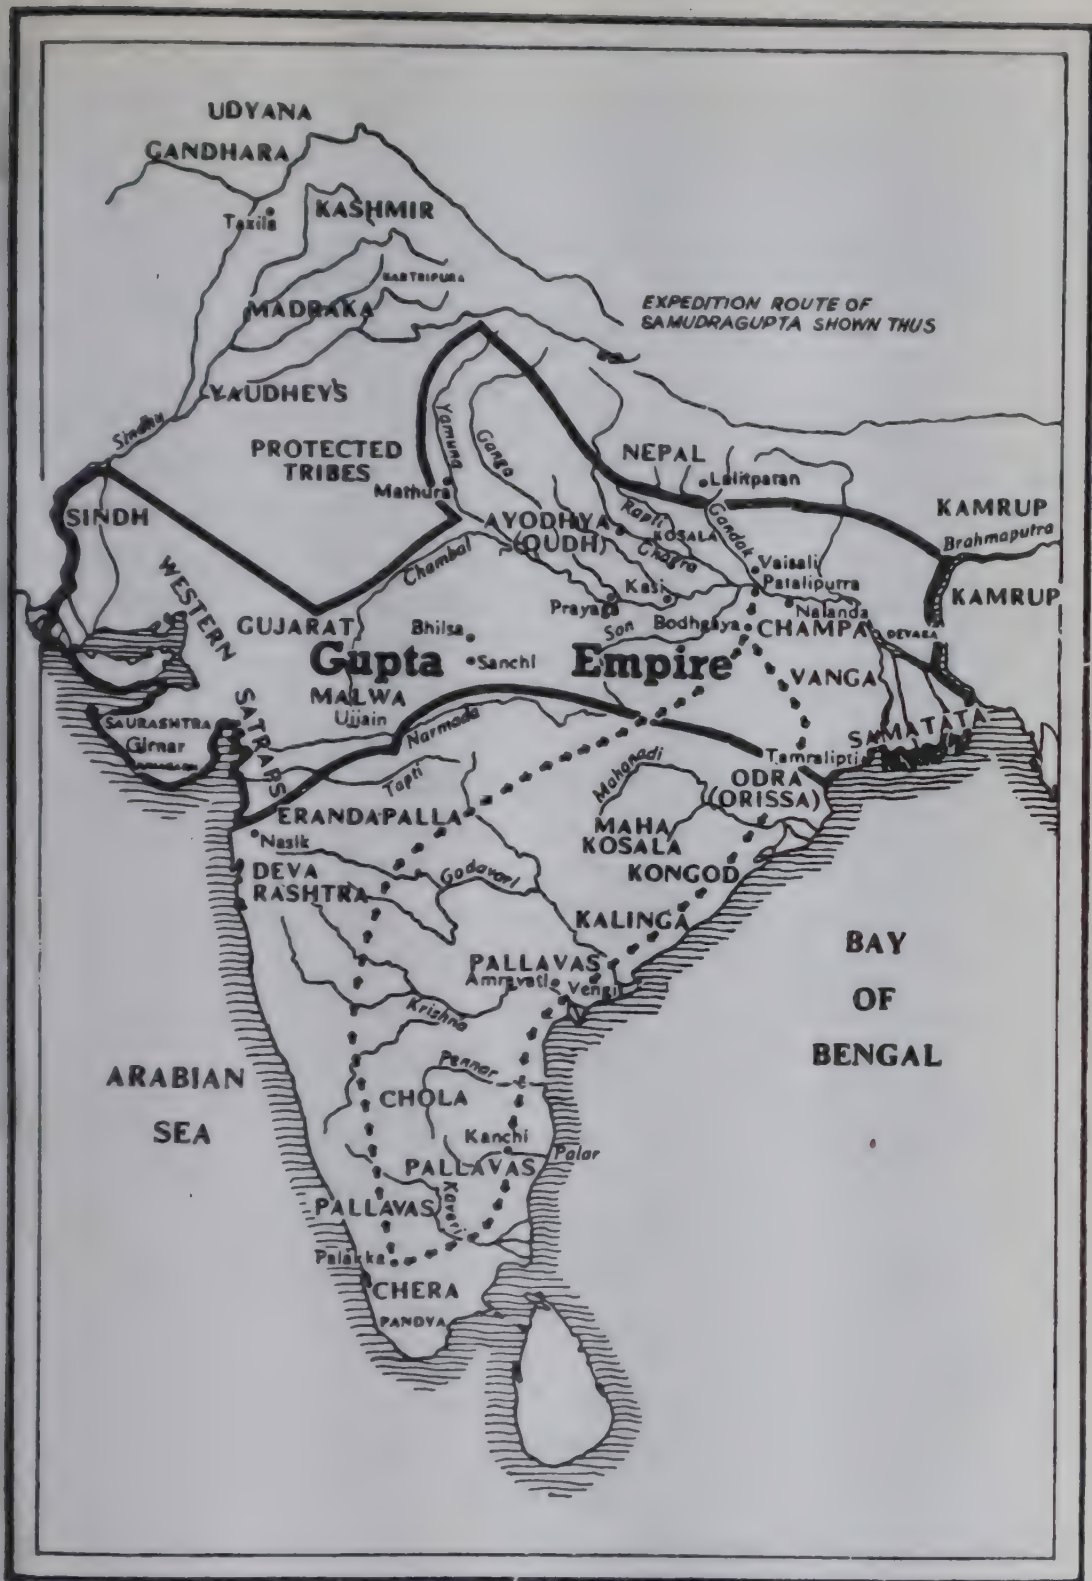 UDYANA
GANDHARA
Taxila
KASHMIR
MADRAKA
EXPEDITION ROUTE OF
SAMUDRAGUPTA SHOWN THUS
YAUDHEYS
Sindhu
PROTECTED
TRIBES
Yamuna
Ganga
NEPAL
Lalitpatan
Mathura
SINDH
AYODHYA
(OUDH)
Rapti
KOSALA
Gandak
KAMRUP
Brahmaputra
Chambal
Chagra
Vaisali
Pataliputra
KAMRUP
WESTERN
SATRAPS
Kasi
Prayaga
Nalanda
GUJARAT
Bhilsa
Son
Bodhgaya
CHAMPA
DEVAKA
Gupta
Empire
Sanchi
VANGA
MALWA
Ujjain
SAURASHTRA
Girnar
Narmada
SAMATATA
Tamralipti
Tapti
Mahanadi
ODRA
(ORISSA)
ERANDAPALLA
MAHA
KOSALA
Nasik
DEVA
RASHTRA
Godavari
KONGOD
KALINGA
PALLAVAS
Amravati
Vengi
BAY
OF
BENGAL
Krishna
Pennar
ARABIAN
SEA
CHOLA
Kanchi
Palar
PALLAVAS
Kaveri
PALLAVAS
Palakka
CHERA
PANDYA